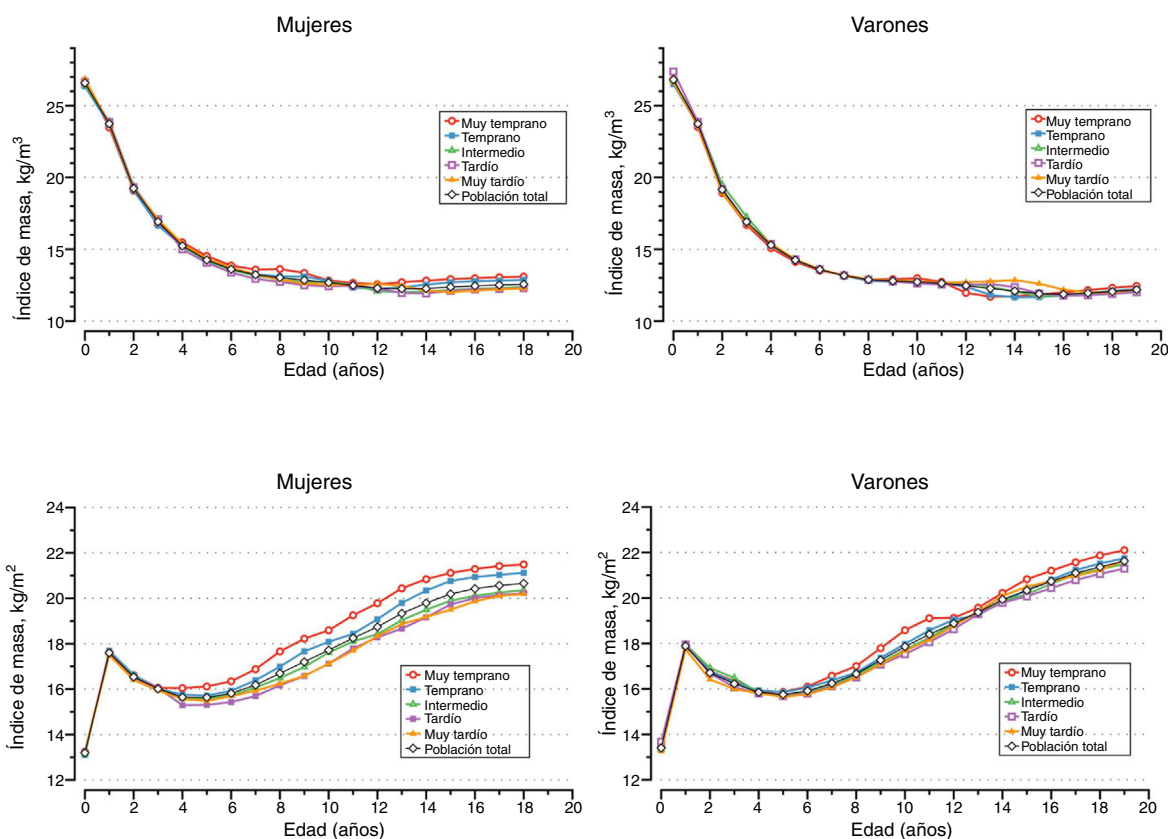 Mujeres
Índice de masa, kg/m³
25
20
15
10
0 2 4 6 8 10 12 14 16 18 20
Edad (años)
Muy temprano
Temprano
Intermedio
Tardío
Muy tardío
Población total
Varones
Índice de masa, kg/m³
25
20
15
10
0 2 4 6 8 10 12 14 16 18 20
Edad (años)
Muy temprano
Temprano
Intermedio
Tardío
Muy tardío
Población total
Mujeres
Índice de masa, kg/m²
24
22
20
18
16
14
12
0 2 4 6 8 10 12 14 16 18 20
Edad (años)
Muy temprano
Temprano
Intermedio
Tardío
Muy tardío
Población total
Varones
Índice de masa, kg/m²
24
22
20
18
16
14
12
0 2 4 6 8 10 12 14 16 18 20
Edad (años)
Muy temprano
Temprano
Intermedio
Tardío
Muy tardío
Población total